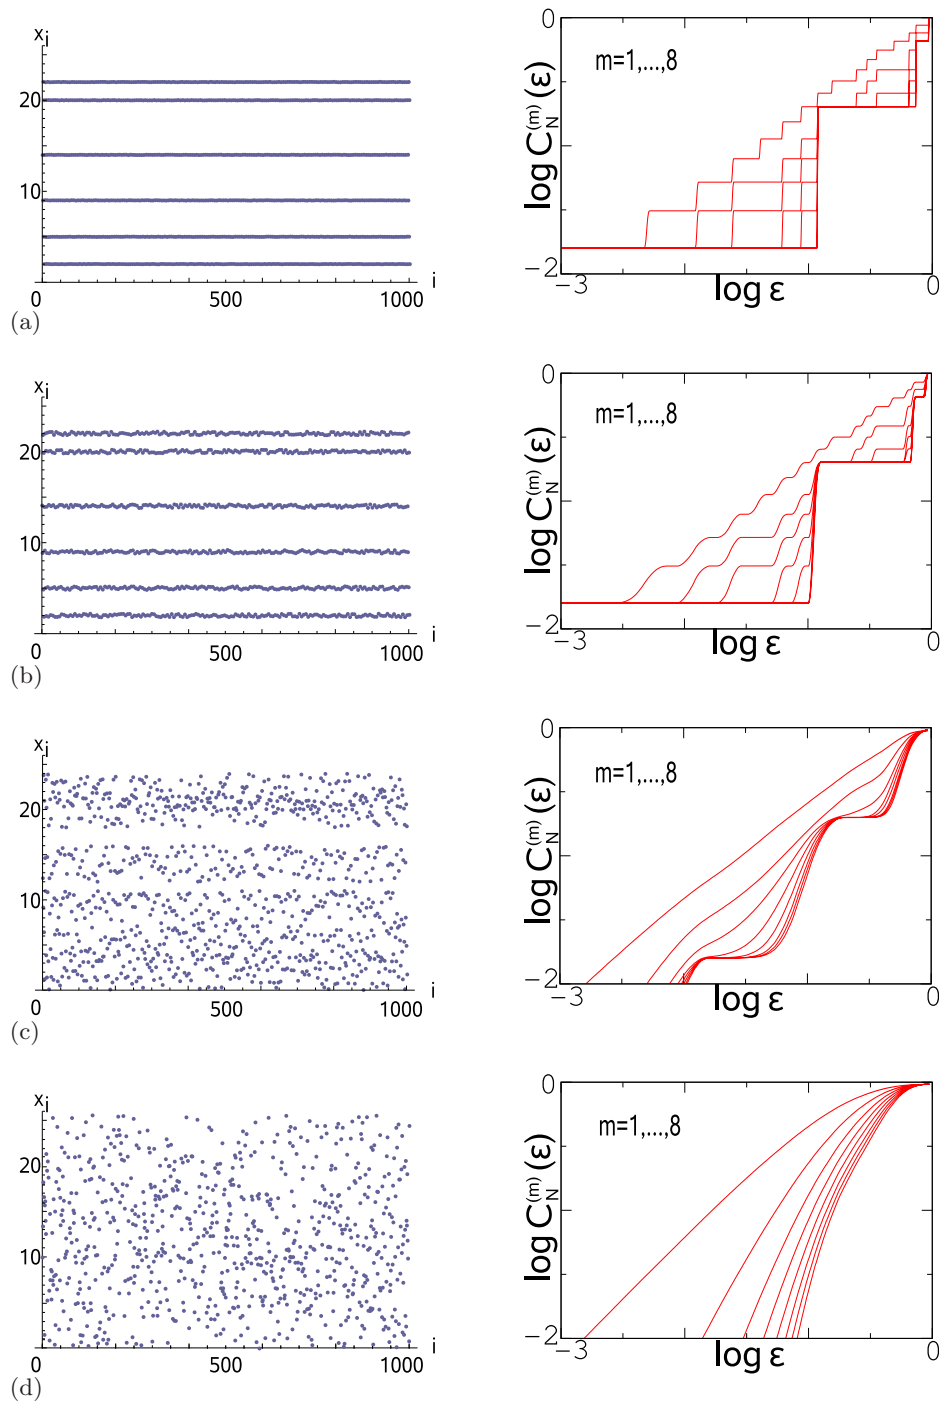 x_i
20
10
0 500 1000 i
(a)
0
m=1,...,8
log C_N^(m)(ε)
-2
-3 log ε 0
x_i
20
10
0 500 1000 i
(b)
0
m=1,...,8
log C_N^(m)(ε)
-2
-3 log ε 0
x_i
20
10
0 500 1000 i
(c)
0
m=1,...,8
log C_N^(m)(ε)
-2
-3 log ε 0
x_i
20
10
0 500 1000 i
(d)
0
m=1,...,8
log C_N^(m)(ε)
-2
-3 log ε 0